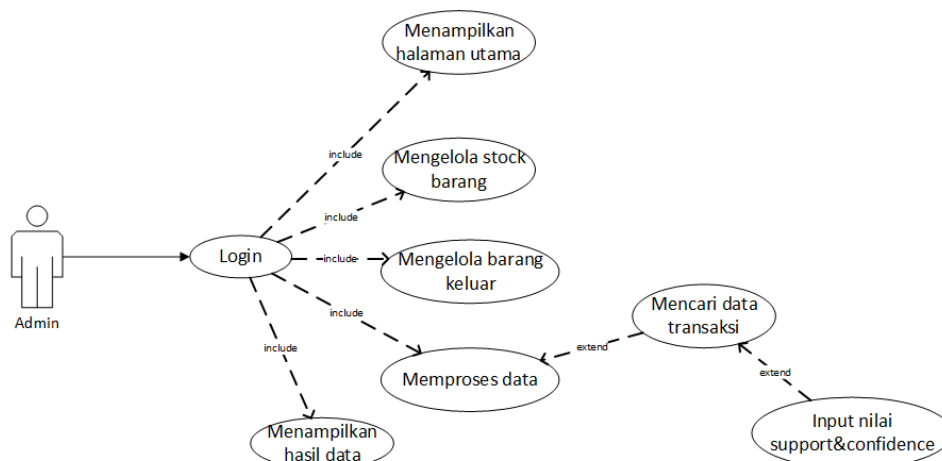 Menampilkan
halaman utama
include
Mengelola stock
barang
include
Login
include
Mengelola barang
keluar
Admin
include
Mencari data
transaksi
include
extend
Memproses data
extend
Menampilkan
hasil data
Input nilai
support&confidence